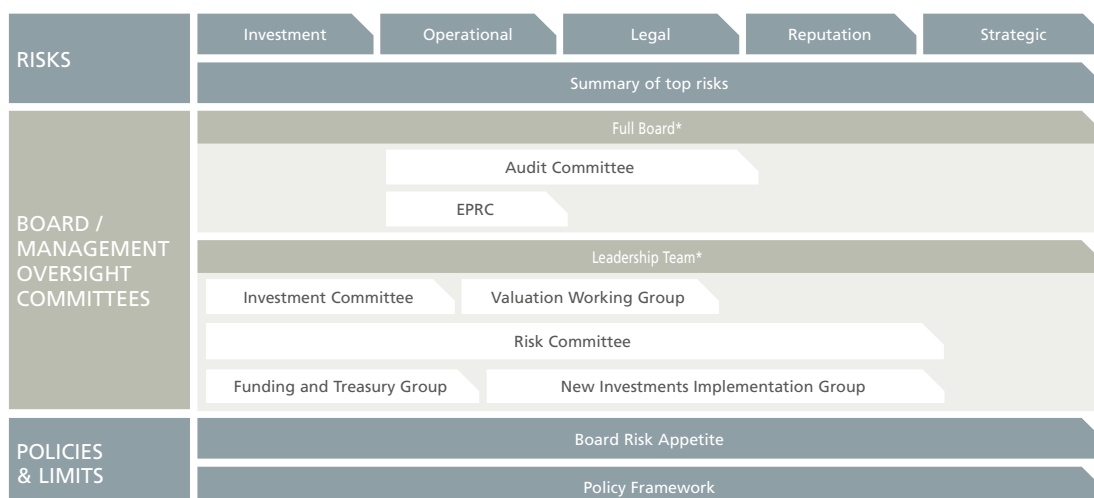 RISKS
Investment
Operational
Legal
Reputation
Strategic
Summary of top risks
BOARD /
MANAGEMENT
OVERSIGHT
COMMITTEES
Full Board*
Audit Committee
EPRC
Leadership Team*
Investment Committee
Valuation Working Group
Risk Committee
Funding and Treasury Group
New Investments Implementation Group
POLICIES
& LIMITS
Board Risk Appetite
Policy Framework